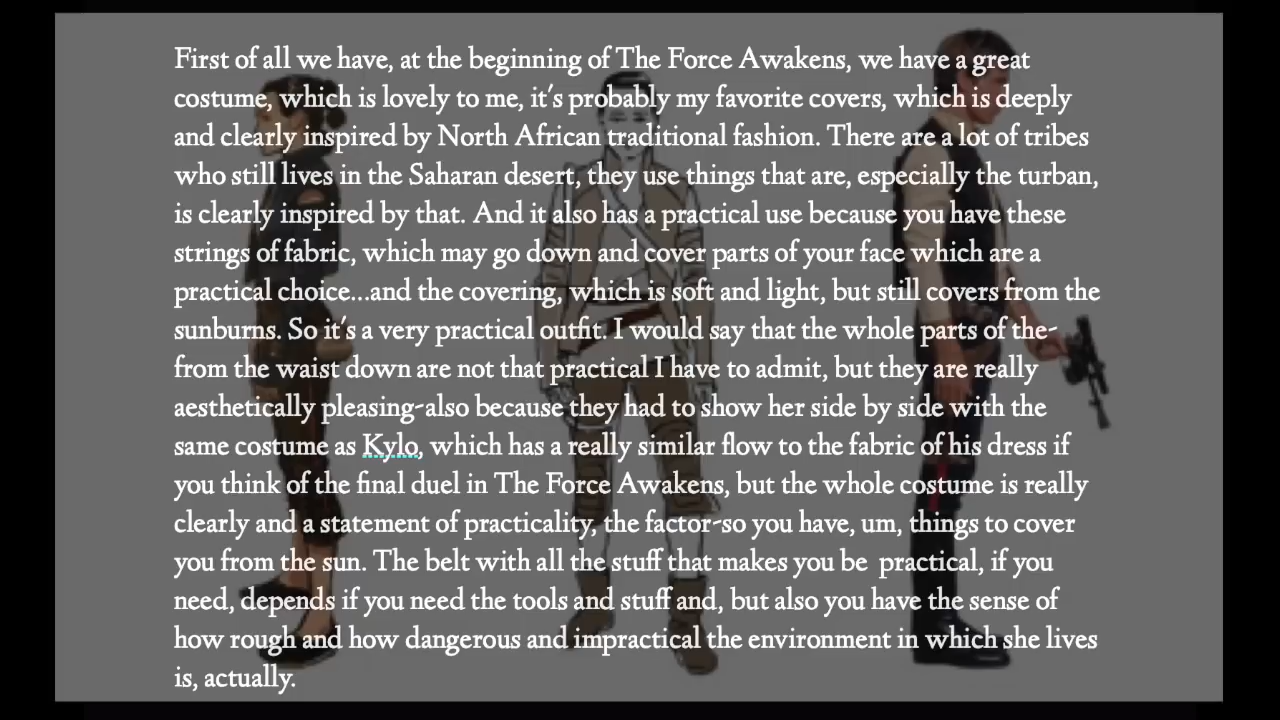 First of all we have, at the beginning of The Force Awakens, we have a great
costume, which is lovely to me, it's probably my favorite covers, which is deeply
and clearly inspired by North African traditional fashion. There are a lot of tribes
who still lives in the Saharan desert, they use things that are, especially the turban,
is clearly inspired by that. And it also has a practical use because you have these
strings of fabric, which may go down and cover parts of your face which are a
practical choice...and the covering, which is soft and light, but still covers from the
sunburns. So it's a very practical outfit. I would say that the whole parts of the-
from the waist down are not that practical I have to admit, but they are really
aesthetically pleasing-also because they had to show her side by side with the
same costume as Kylo, which has a really similar flow to the fabric of his dress if
you think of the final duel in The Force Awakens, but the whole costume is really
clearly and a statement of practicality, the factor-so you have, um, things to cover
you from the sun. The belt with all the stuff that makes you be  practical, if you
need, depends if you need the tools and stuff and, but also you have the sense of
how rough and how dangerous and impractical the environment in which she lives
is, actually.